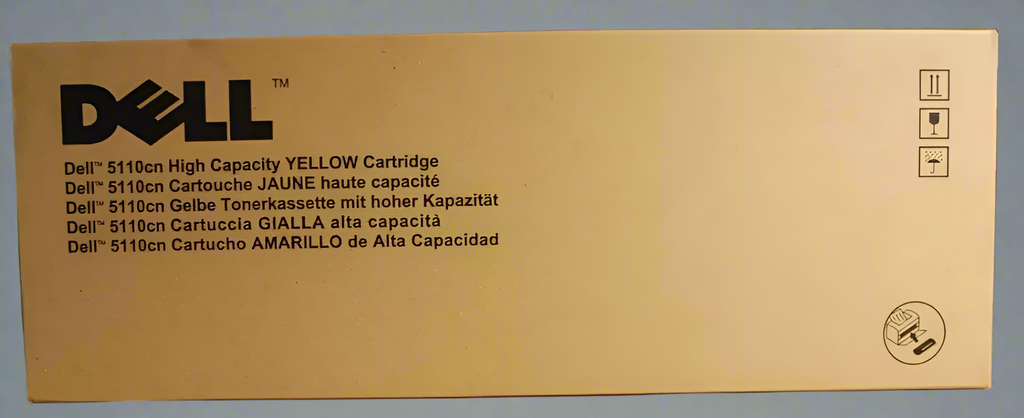 DELL™
Dell™ 5110cn High Capacity YELLOW Cartridge
Dell™ 5110cn Cartouche JAUNE haute capacité
Dell™ 5110cn Gelbe Tonerkassette mit hoher Kapazität
Dell™ 5110cn Cartuccia GIALLA alta capacità
Dell™ 5110cn Cartucho AMARILLO de Alta Capacidad